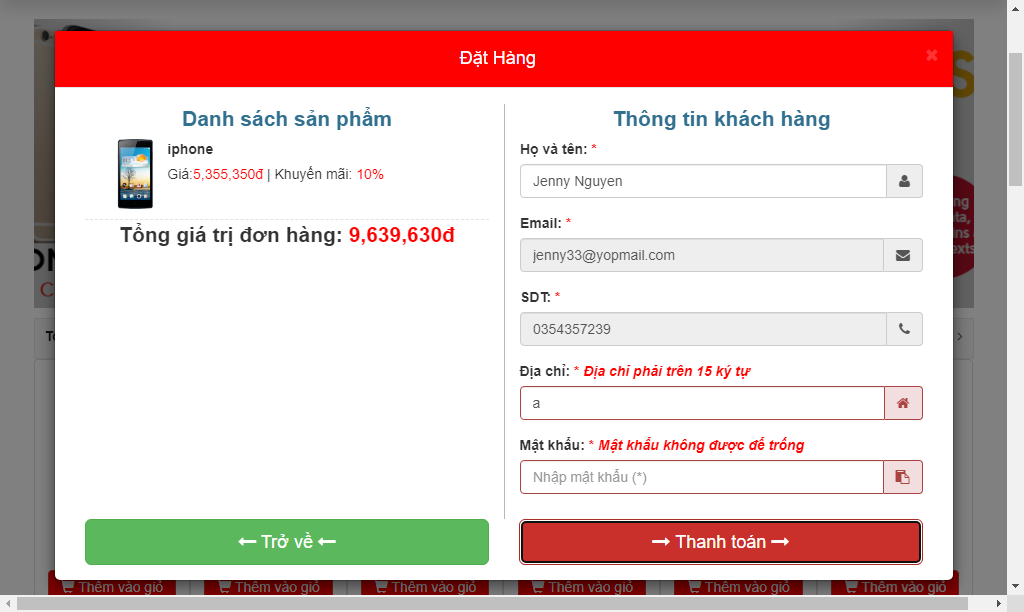 Đặt Hàng
Danh sách sản phẩm
iphone
Giá:5,355,350đ | Khuyến mãi: 10%
Tổng giá trị đơn hàng: 9,639,630đ
Trở về
Thông tin khách hàng
Họ và tên: *
Jenny Nguyen
Email: *
jenny33@yopmail.com
SDT: *
0354357239
Địa chỉ: * Địa chỉ phải trên 15 ký tự
a
Mật khẩu: * Mật khẩu không được để trống
Nhập mật khẩu (*)
Thanh toán
Thêm vào giỏ Thêm vào giỏ Thêm vào giỏ Thêm vào giỏ Thêm vào giỏ Thêm vào giỏ